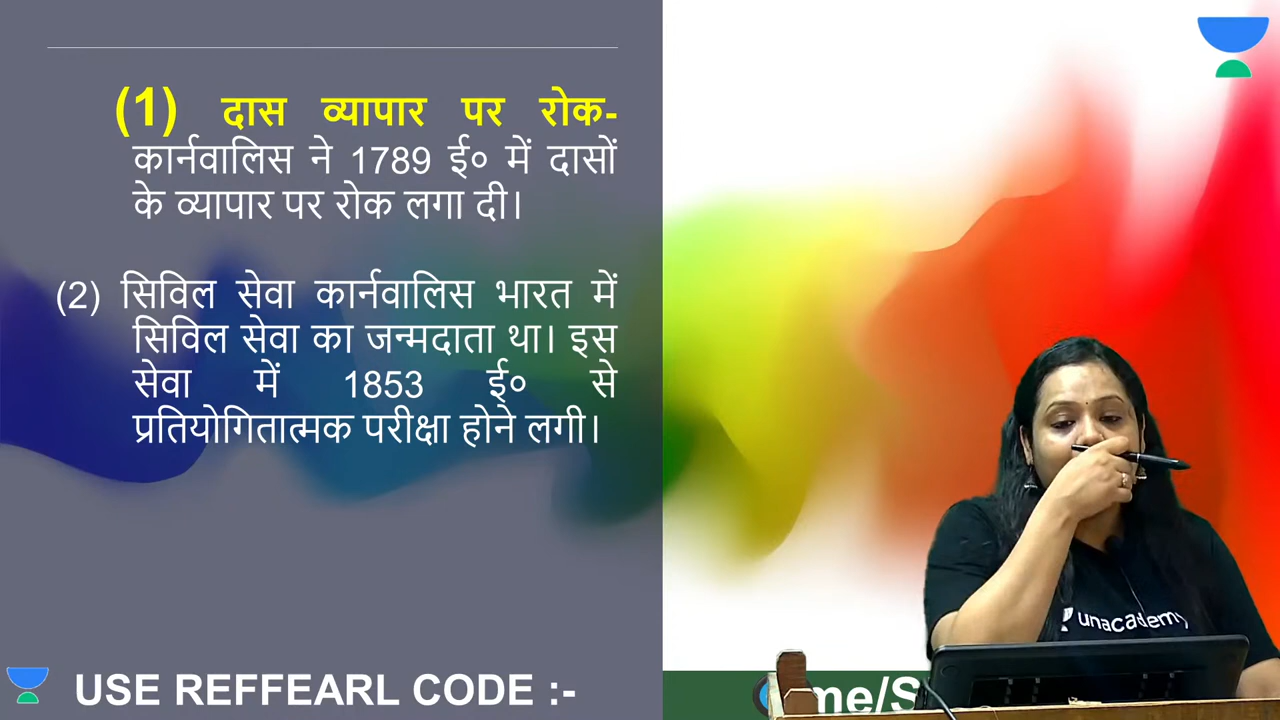 (1) दास व्यापार पर रोक-
कार्नवालिस ने 1789 ई० में दासों
के व्यापार पर रोक लगा दी।
(2) सिविल सेवा कार्नवालिस भारत में
सिविल सेवा का जन्मदाता था। इस
सेवा में 1853 ई० से
प्रतियोगितात्मक परीक्षा होने लगी।
unacademy
USE REFFEARL CODE :-
me/S